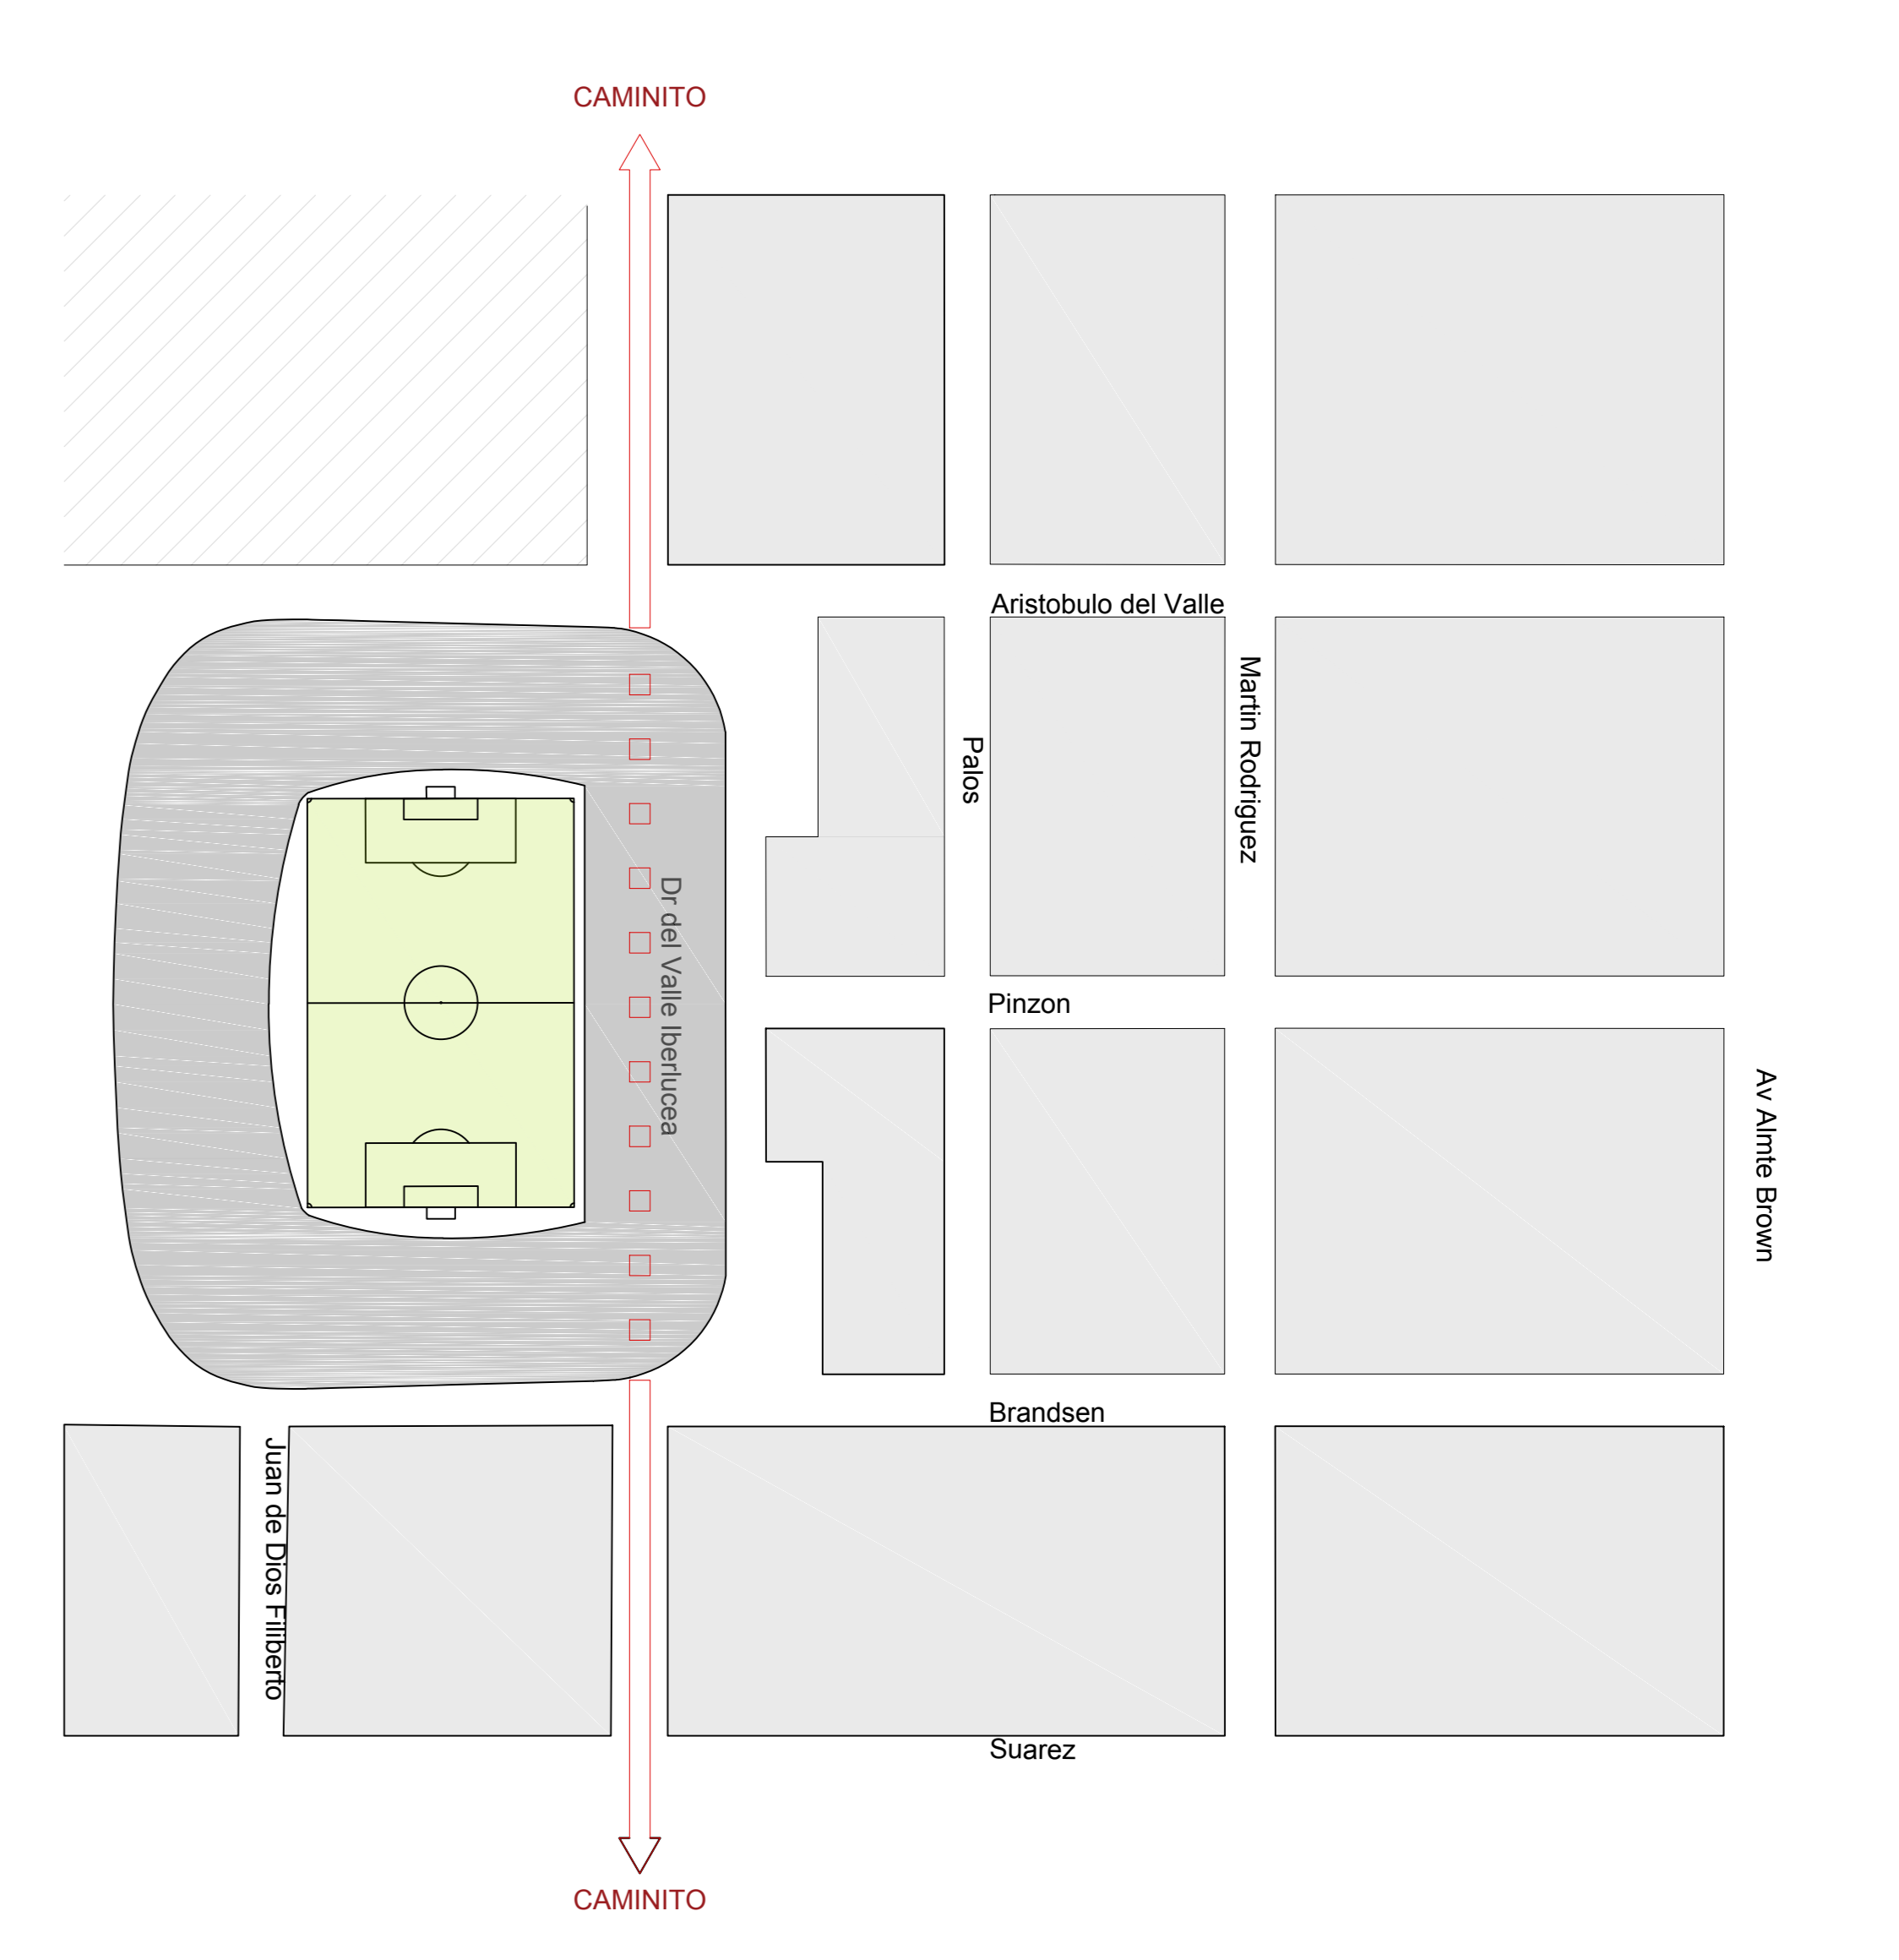 CAMINITO
Aristobulo del Valle
Martin Rodriguez
Palos
Dr del Valle Iberlucea
Pinzon
Av Almte Brown
Brandsen
Juan de Dios Filiberto
Suarez
CAMINITO